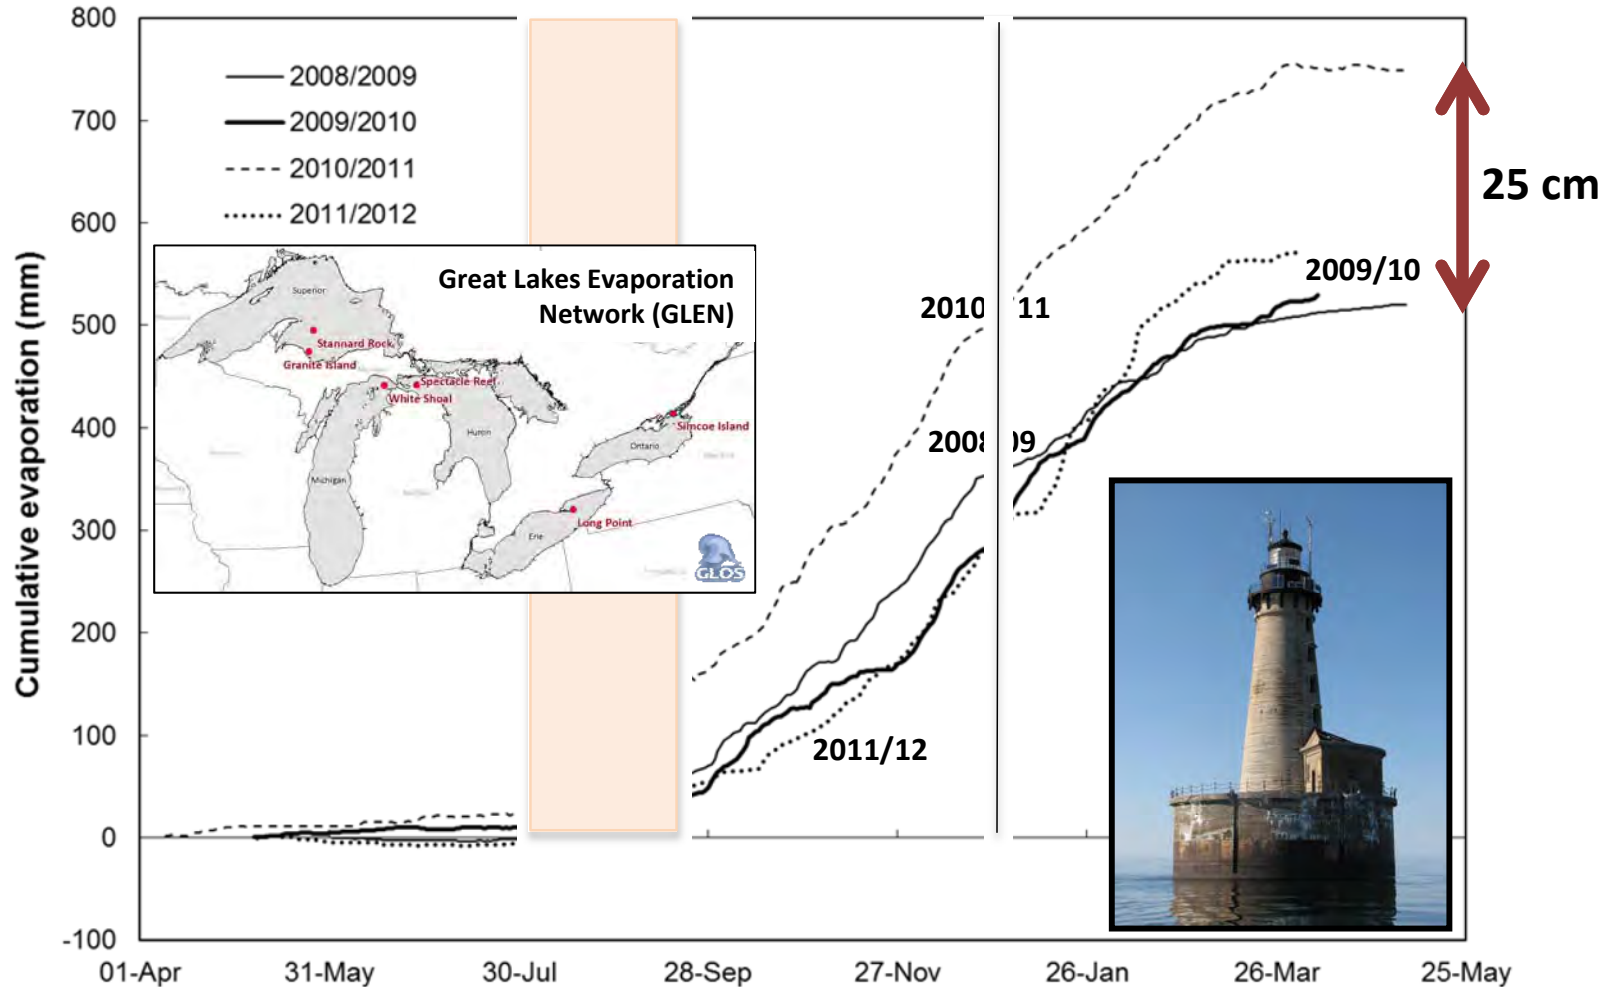 800
700
600
500
400
300
200
100
0
-100
Cumulative evaporation (mm)
2008/2009
2009/2010
2010/2011
2011/2012
Great Lakes Evaporation
Network (GLEN)
Superior
Stannard Rock
Granite Island
Spectacle Reef
White Shoal
Simcoe Island
Huron
Ontario
Michigan
Long Point
Erie
GLOS
25 cm
2009/10
2010 11
2008 09
2011/12
01-Apr
31-May
30-Jul
28-Sep
27-Nov
26-Jan
26-Mar
25-May